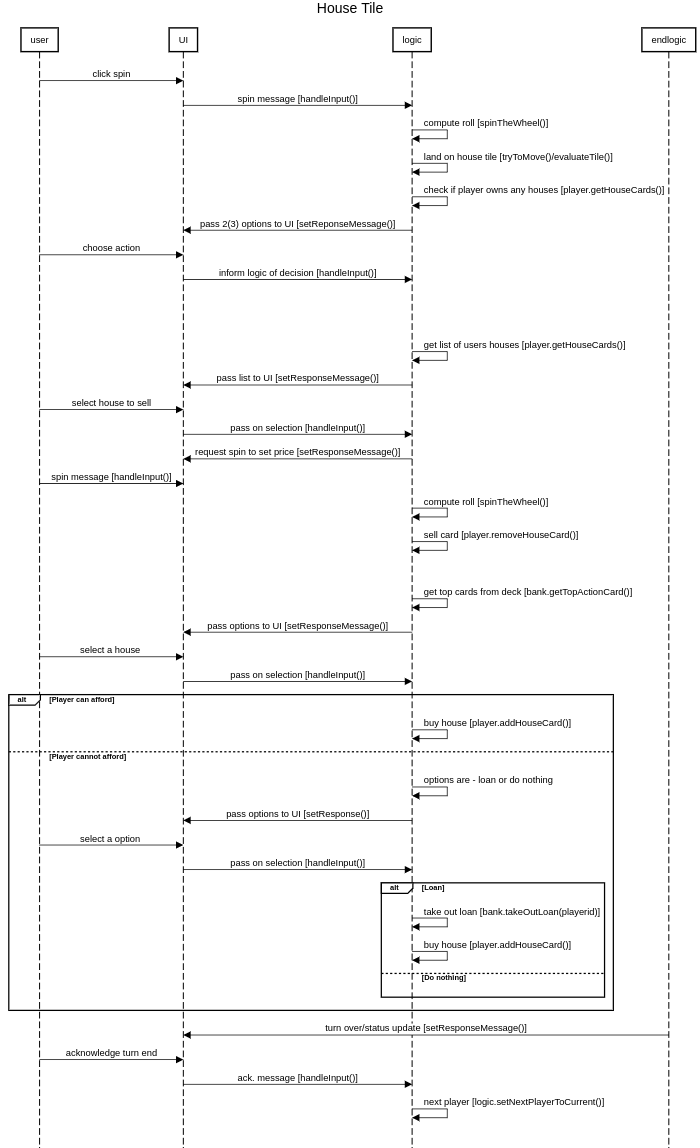 House Tile
user
UI
logic
endlogic
click spin
spin message [handleInput()]
compute roll [spinTheWheel()]
land on house tile [tryToMove()/evaluateTile()]
check if player owns any houses [player.getHouseCards()]
pass 2(3) options to UI [setReponseMessage()]
choose action
inform logic of decision [handleInput()]
get list of users houses [player.getHouseCards()]
pass list to UI [setResponseMessage()]
select house to sell
pass on selection [handleInput()]
request spin to set price [setResponseMessage()]
spin message [handleInput()]
compute roll [spinTheWheel()]
sell card [player.removeHouseCard()]
get top cards from deck [bank.getTopActionCard()]
pass options to UI [setResponseMessage()]
select a house
pass on selection [handleInput()]
alt
[Player can afford]
buy house [player.addHouseCard()]
[Player cannot afford]
options are - loan or do nothing
pass options to UI [setResponse()]
select a option
pass on selection [handleInput()]
alt
[Loan]
take out loan [bank.takeOutLoan(playerid)]
buy house [player.addHouseCard()]
[Do nothing]
turn over/status update [setResponseMessage()]
acknowledge turn end
ack. message [handleInput()]
next player [logic.setNextPlayerToCurrent()]